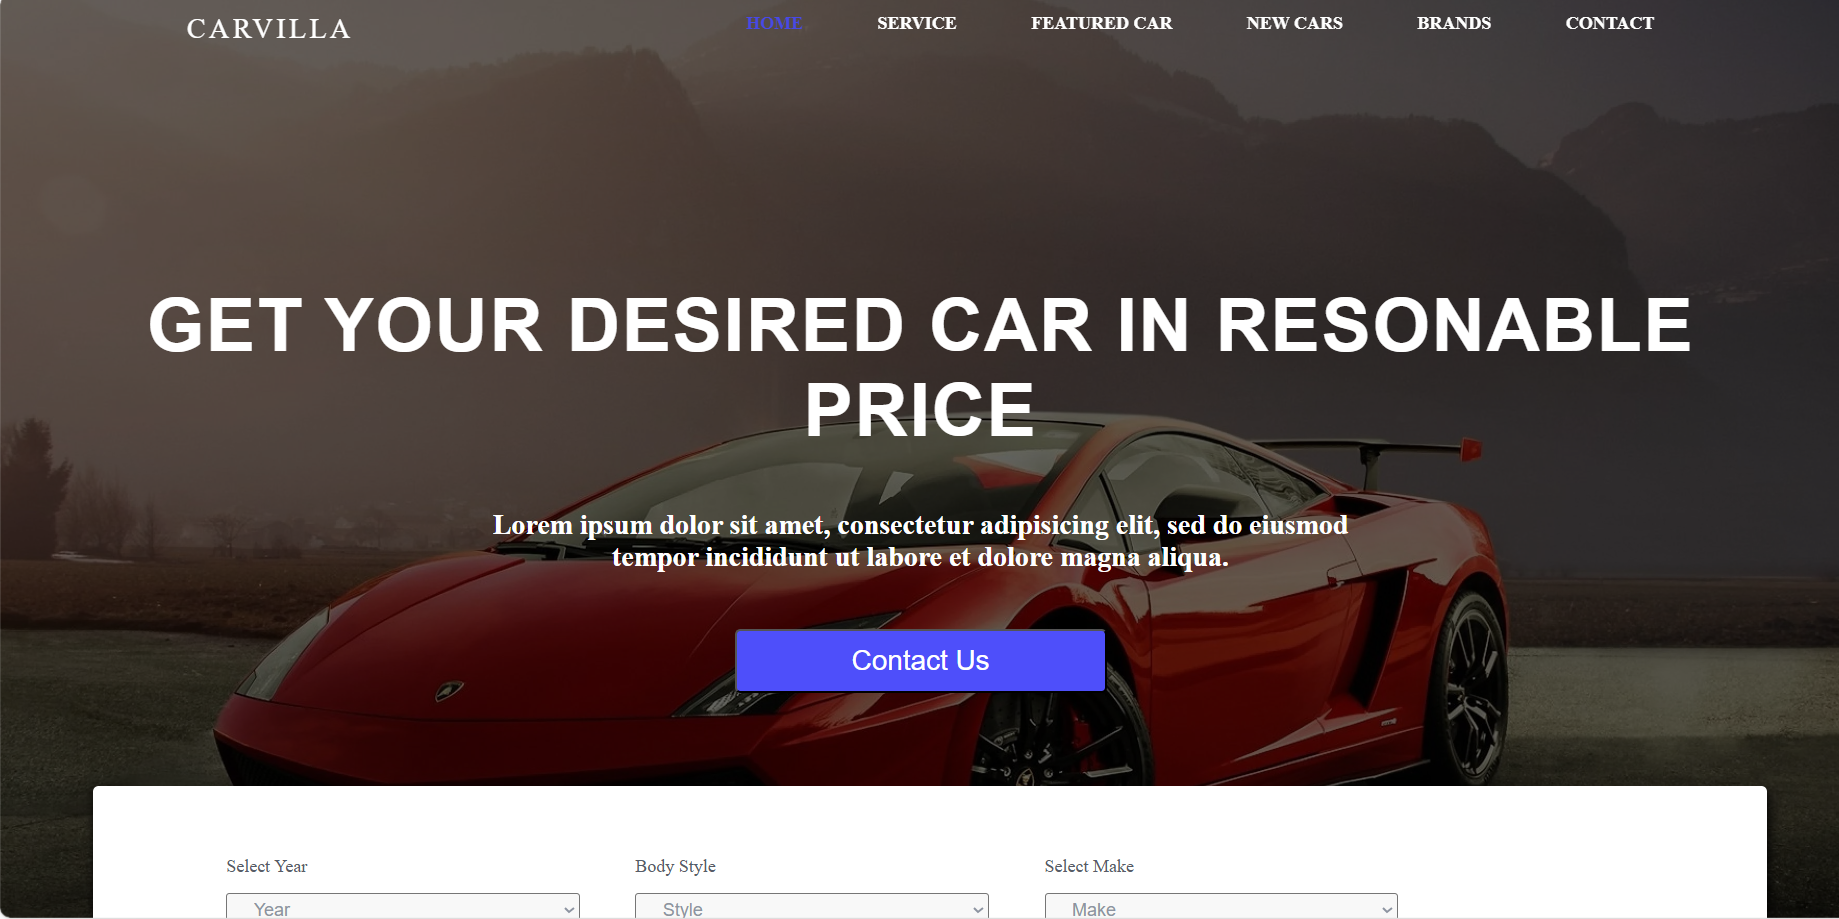 CARVILLA
HOME SERVICE FEATURED CAR NEW CARS BRANDS CONTACT
GET YOUR DESIRED CAR IN RESONABLE
PRICE
Lorem ipsum dolor sit amet, consectetur adipisicing elit, sed do eiusmod
tempor incididunt ut labore et dolore magna aliqua.
Contact Us
Select Year Body Style Select Make
Year Style Make